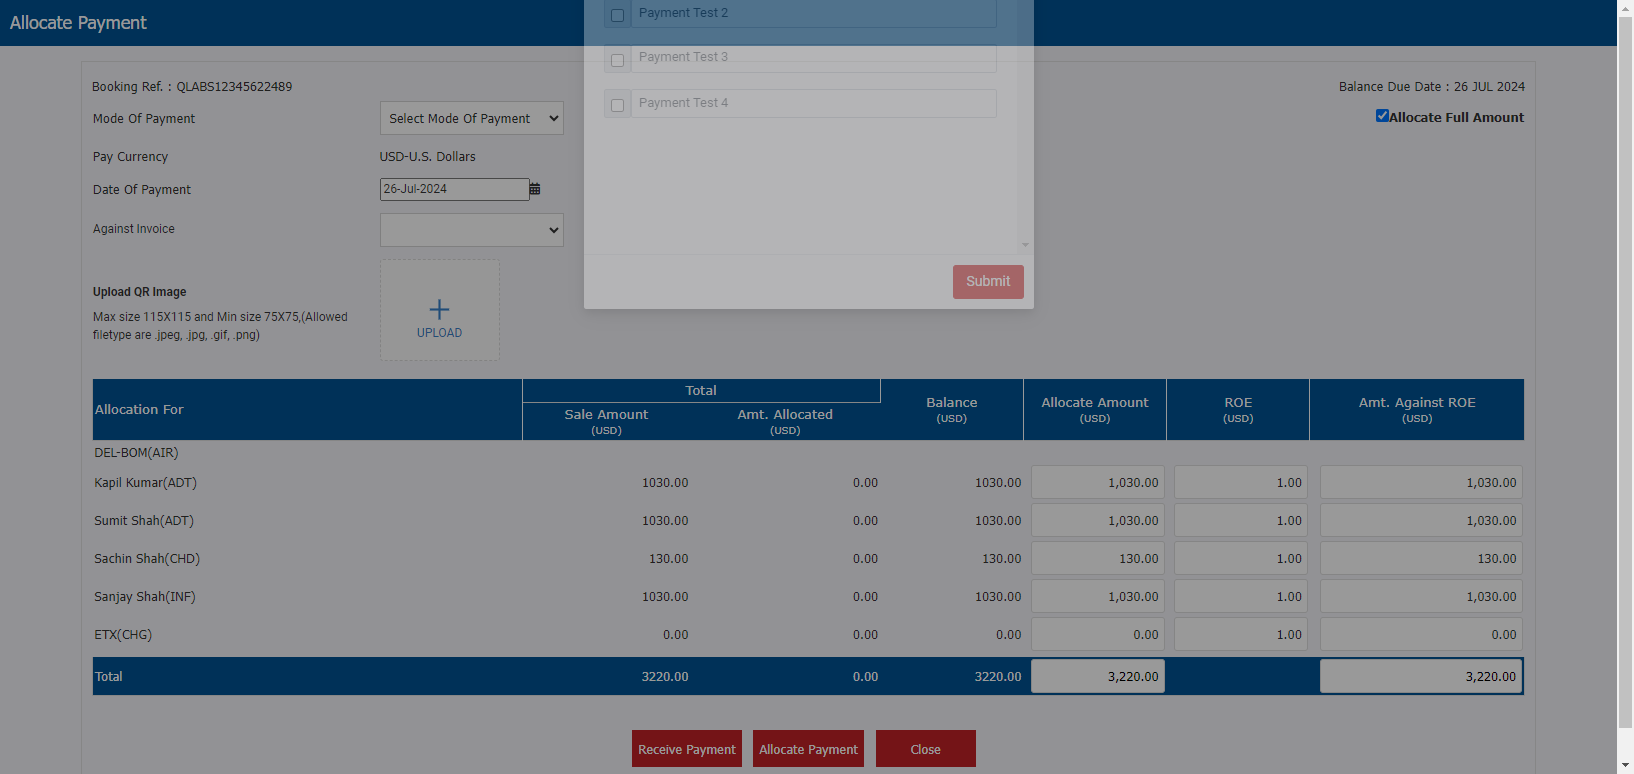 Allocate Payment
Payment Test 2
Payment Test 3
Payment Test 4
Submit
Booking Ref. : QLABS12345622489
Balance Due Date : 26 JUL 2024
Mode Of Payment Select Mode Of Payment
Allocate Full Amount
Pay Currency USD-U.S. Dollars
Date Of Payment 26-Jul-2024
Against Invoice
Upload QR Image
Max size 115X115 and Min size 75X75,(Allowed
filetype are .jpeg, .jpg, .gif, .png)
UPLOAD
Allocation For Total Balance Allocate Amount ROE Amt. Against ROE
Sale Amount Amt. Allocated (USD) (USD) (USD) (USD)
(USD) (USD)
DEL-BOM(AIR)
Kapil Kumar(ADT) 1030.00 0.00 1030.00 1,030.00 1.00 1,030.00
Sumit Shah(ADT) 1030.00 0.00 1030.00 1,030.00 1.00 1,030.00
Sachin Shah(CHD) 130.00 0.00 130.00 130.00 1.00 130.00
Sanjay Shah(INF) 1030.00 0.00 1030.00 1,030.00 1.00 1,030.00
ETX(CHG) 0.00 0.00 0.00 0.00 1.00 0.00
Total 3220.00 0.00 3220.00 3,220.00 3,220.00
Receive Payment Allocate Payment Close